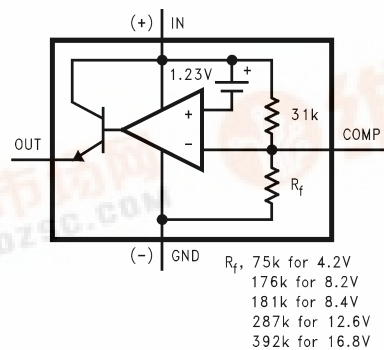 (+) IN
1.23V
+
+
31k
OUT
COMP
−
Rf
(−) GND
Rf, 75k for 4.2V
176k for 8.2V
181k for 8.4V
287k for 12.6V
392k for 16.8V